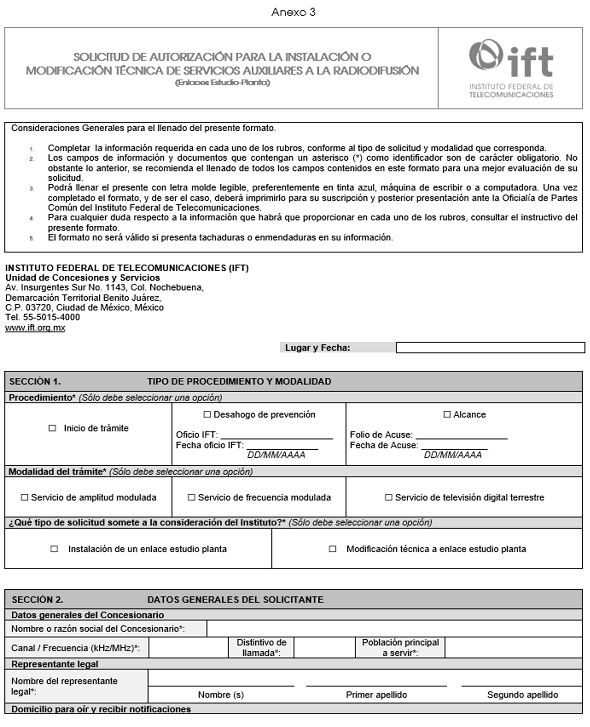 Anexo 3
SOLICITUD DE AUTORIZACIÓN PARA LA INSTALACIÓN O
MODIFICACIÓN TÉCNICA DE SERVICIOS AUXILIARES A LA RADIODIFUSIÓN
(Enlaces Estudio-Planta)
ift
INSTITUTO FEDERAL DE
TELECOMUNICACIONES
Consideraciones Generales para el llenado del presente formato.
1. Completar la información requerida en cada uno de los rubros, conforme al tipo de solicitud y modalidad que corresponda.
2. Los campos de información y documentos que contengan un asterisco (*) como identificador son de carácter obligatorio. No
obstante lo anterior, se recomienda el llenado de todos los campos contenidos en este formato para una mejor evaluación de su
solicitud.
3. Podrá llenar el presente con letra molde legible, preferentemente en tinta azul, máquina de escribir o a computadora. Una vez
completado el formato, y de ser el caso, deberá imprimirlo para su suscripción y posterior presentación ante la Oficialía de Partes
Común del Instituto Federal de Telecomunicaciones.
4. Para cualquier duda respecto a la información que habrá que proporcionar en cada uno de los rubros, consultar el instructivo del
presente formato.
5. El formato no será válido si presenta tachaduras o enmendaduras en su información.
INSTITUTO FEDERAL DE TELECOMUNICACIONES (IFT)
Unidad de Concesiones y Servicios
Av. Insurgentes Sur No. 1143, Col. Nochebuena,
Demarcación Territorial Benito Juárez,
C.P. 03720, Ciudad de México, México
Tel. 55-5015-4000
www.ift.org.mx
Lugar y Fecha:
SECCIÓN 1. TIPO DE PROCEDIMIENTO Y MODALIDAD
Procedimiento* (Sólo debe seleccionar una opción)
☐ Inicio de trámite
☐ Desahogo de prevención
Oficio IFT:
Fecha oficio IFT:
DD/MM/AAAA
☐ Alcance
Folio de Acuse:
Fecha de Acuse:
DD/MM/AAAA
Modalidad del trámite* (Sólo debe seleccionar una opción)
☐ Servicio de amplitud modulada ☐ Servicio de frecuencia modulada ☐ Servicio de televisión digital terrestre
¿Qué tipo de solicitud somete a la consideración del Instituto?* (Sólo debe seleccionar una opción)
☐ Instalación de un enlace estudio planta ☐ Modificación técnica a enlace estudio planta
SECCIÓN 2. DATOS GENERALES DEL SOLICITANTE
Datos generales del Concesionario
Nombre o razón social del Concesionario*:
Canal / Frecuencia (kHz/MHz)*:
Distintivo de
llamada*:
Población principal
a servir*:
Representante legal
Nombre del representante
legal*:
Nombre (s) Primer apellido Segundo apellido
Domicilio para oír y recibir notificaciones